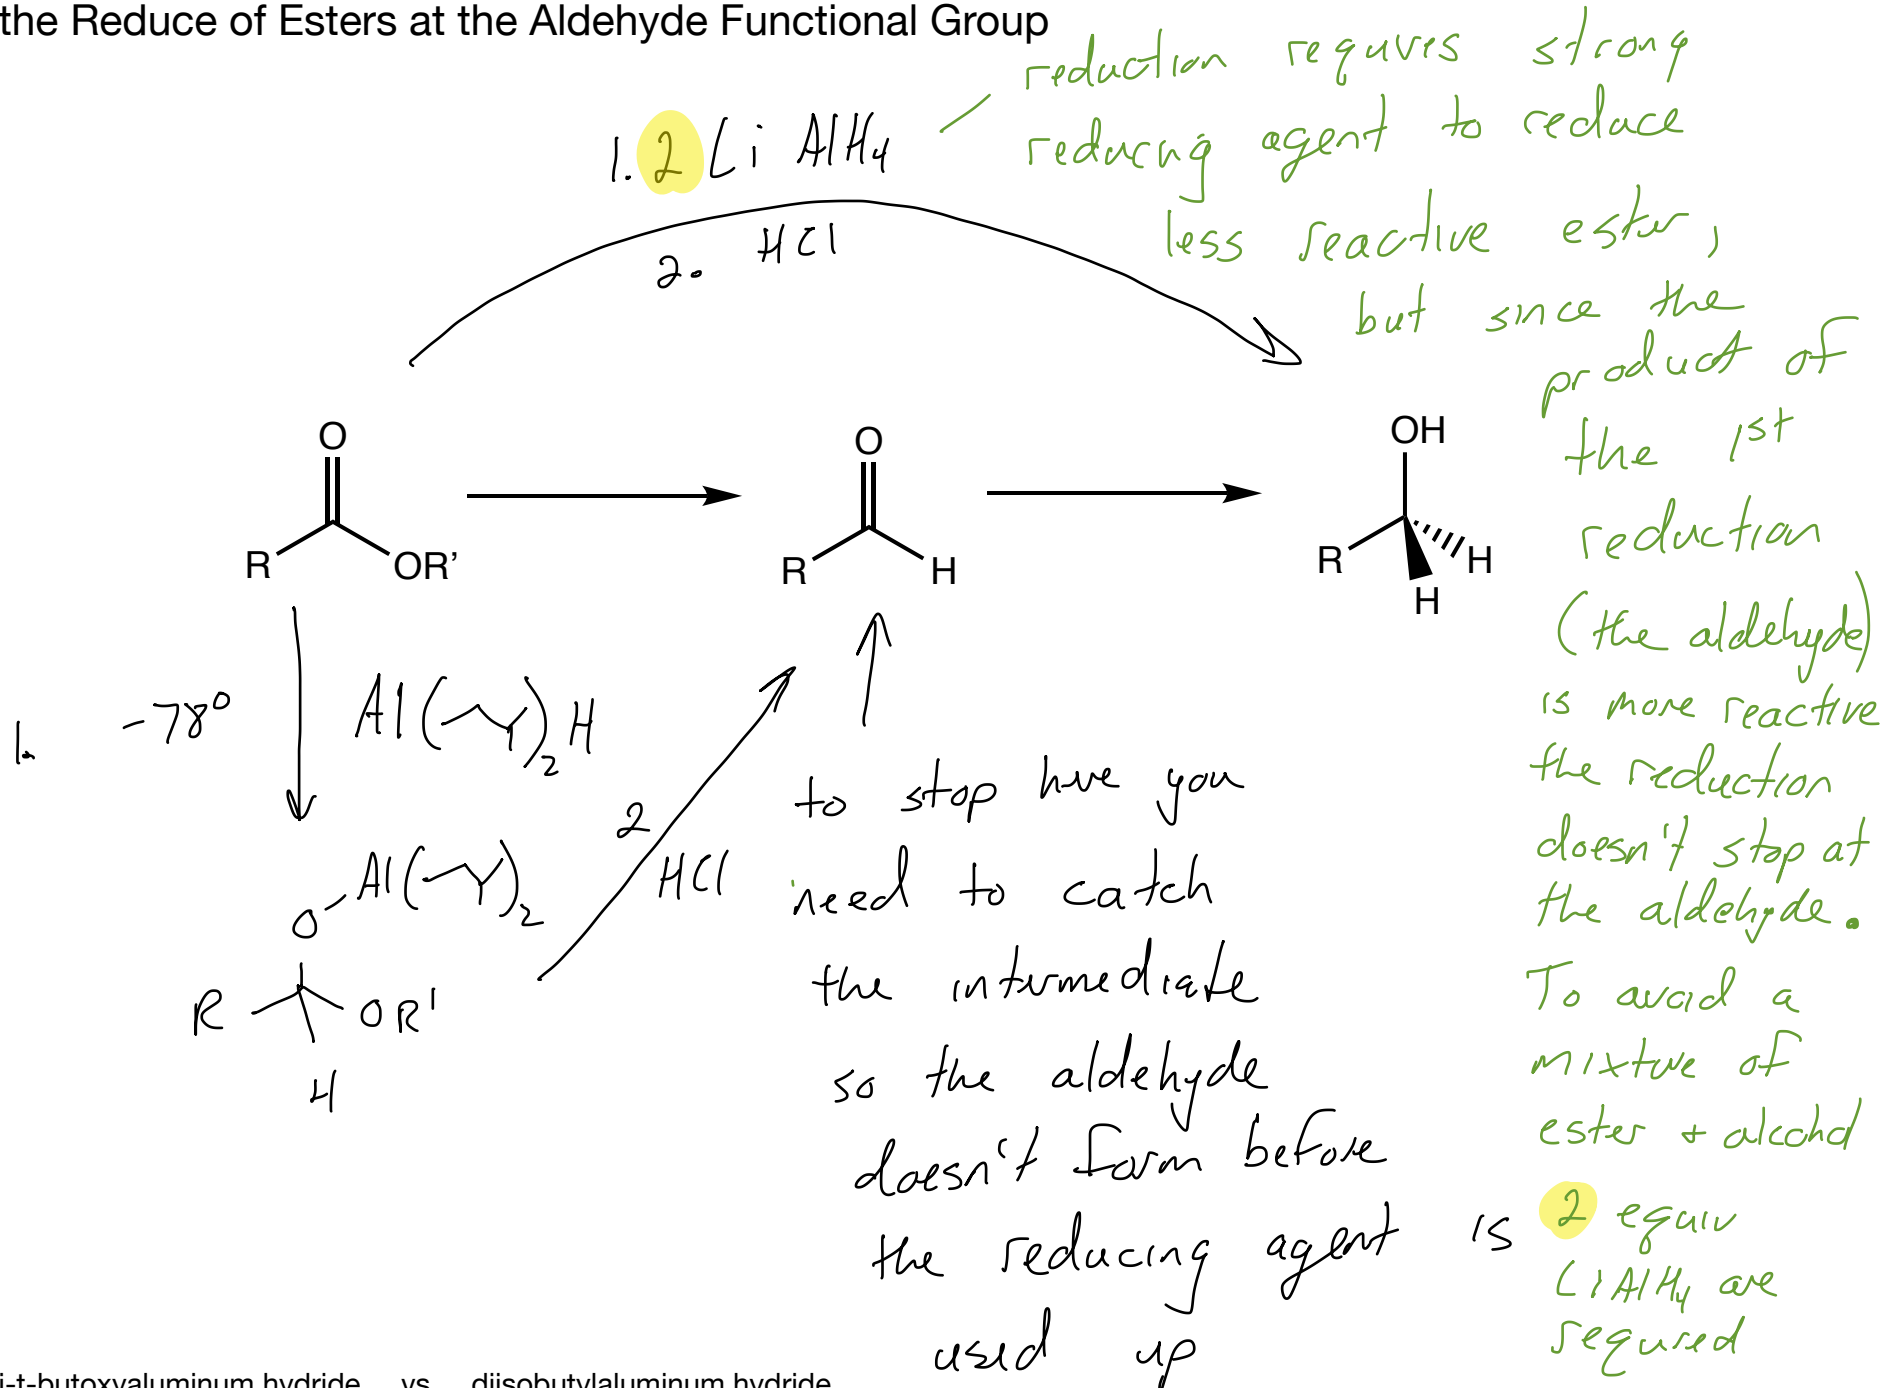 the Reduce of Esters at the Aldehyde Functional Group
reduction requires strong
reducing agent to reduce
less reactive ester,
but since the
product of
the 1st
reduction
(the aldehyde)
is more reactive
the reduction
doesn't stop at
the aldehyde.
To avoid a
mixture of
ester + alcohol
2 equiv
LiAlH4 are
required
1. 2 LiAlH4
2. HCl
O
R
OR'
O
R
H
OH
R
H
H
1.
-78°
Al( )2H
O-Al( )2
R
OR'
H
2
HCl
to stop here you
need to catch
the intermediate
so the aldehyde
doesn't form before
the reducing agent is
used up
i-t-butoxyaluminum hydride vs diisobutylaluminum hydride